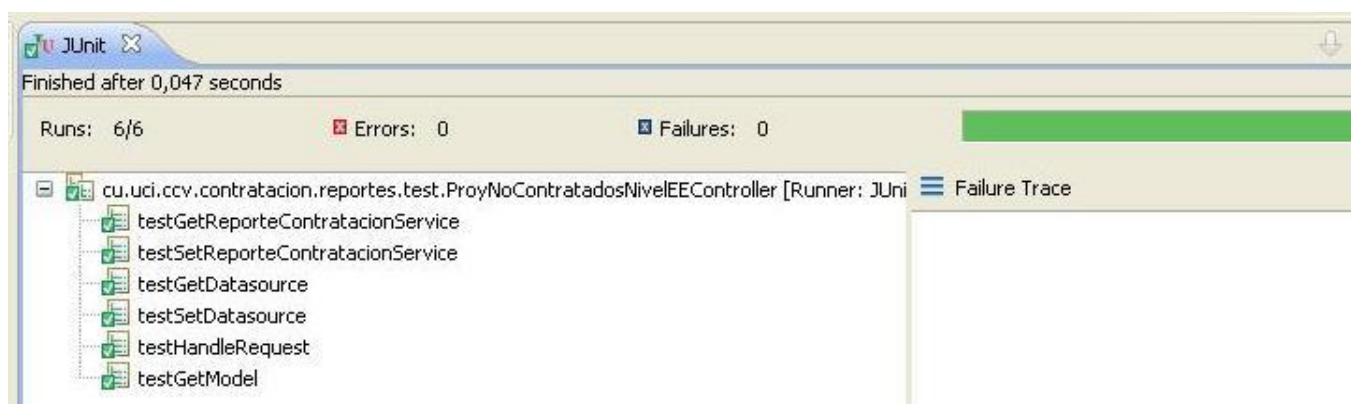 JUnit
Finished after 0,047 seconds
Runs: 6/6 Errors: 0 Failures: 0
cu.uci.ccv.contratacion.reportes.test.ProyNoContratadosNivelEEController [Runner: JUni
Failure Trace
testGetReporteContratacionService
testSetReporteContratacionService
testGetDatasource
testSetDatasource
testHandleRequest
testGetModel